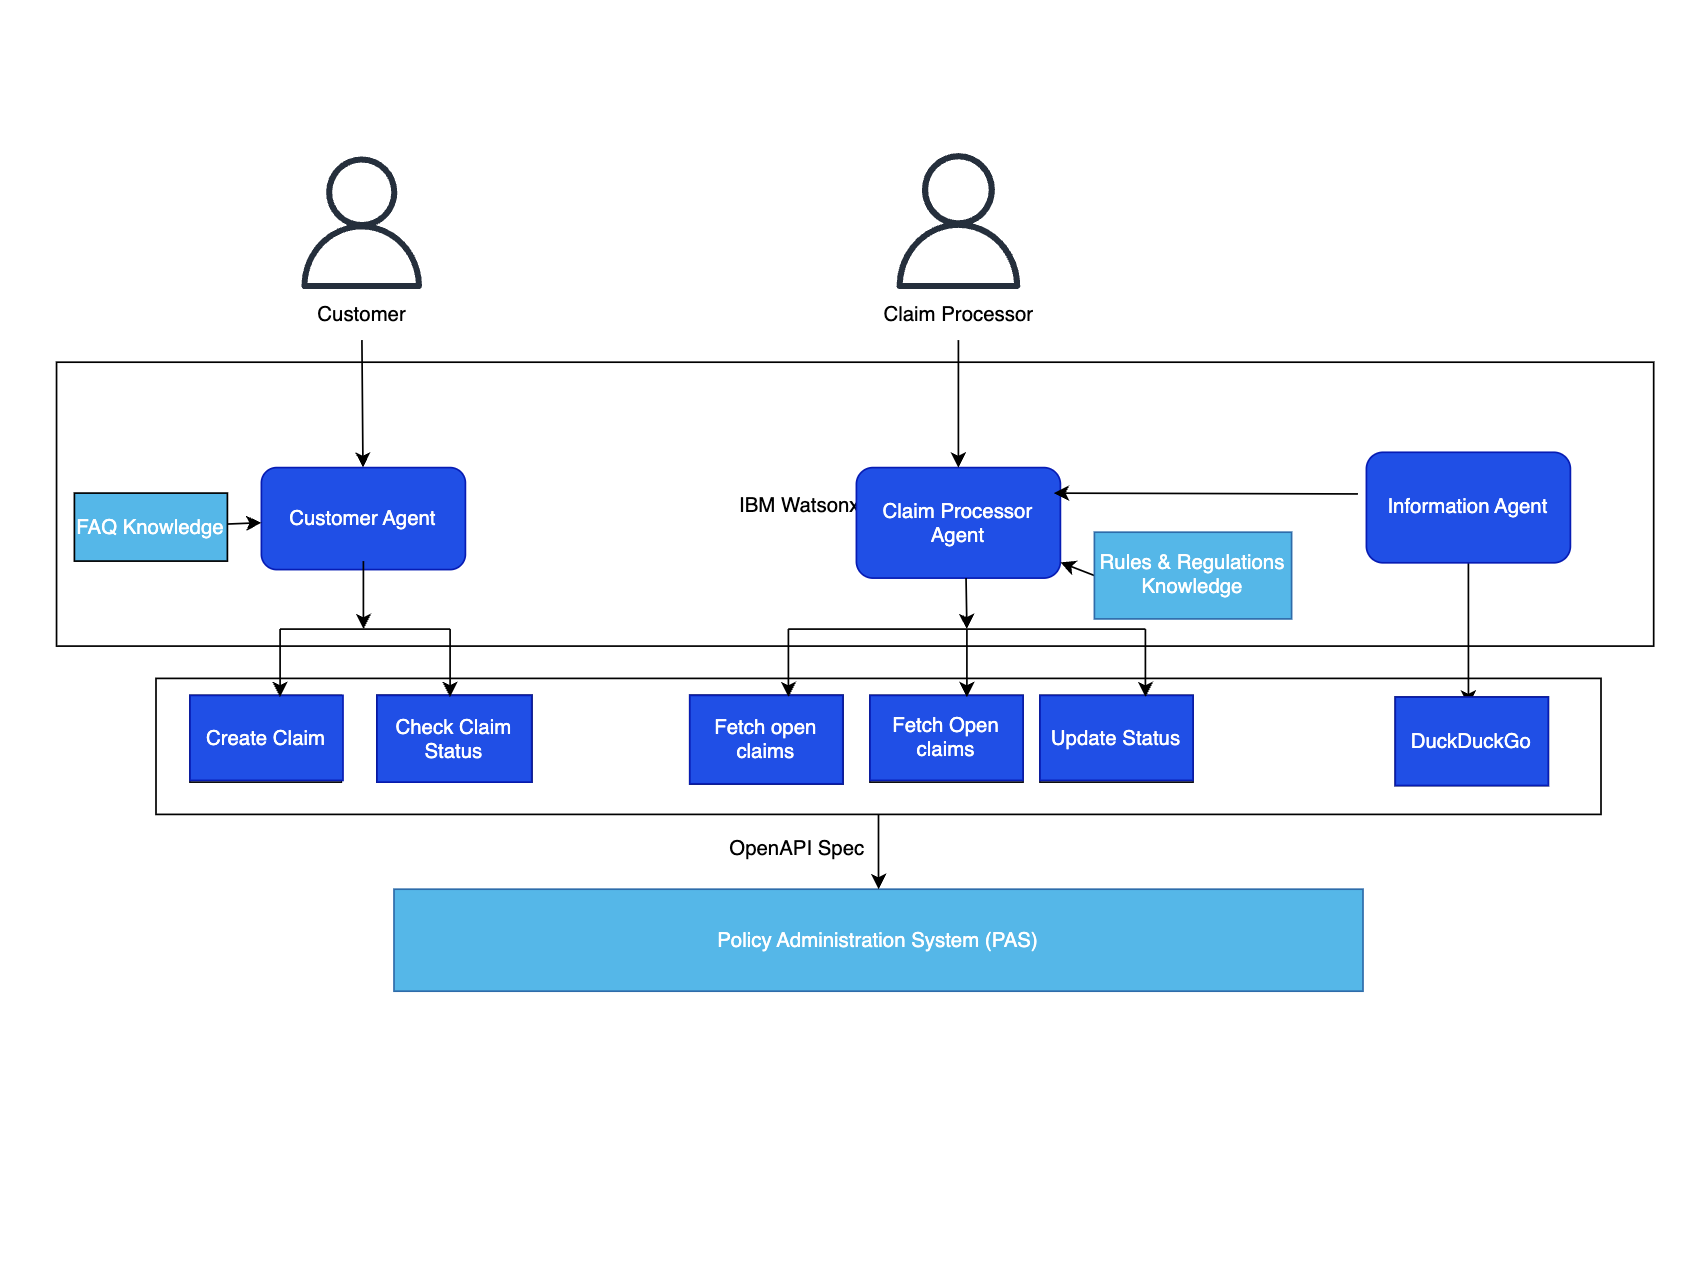 Customer
Claim Processor
FAQ Knowledge
Customer Agent
IBM Watsonx
Claim Processor
Agent
Rules & Regulations
Knowledge
Information Agent
Create Claim
Check Claim
Status
Fetch open
claims
Fetch Open
claims
Update Status
DuckDuckGo
OpenAPI Spec
Policy Administration System (PAS)